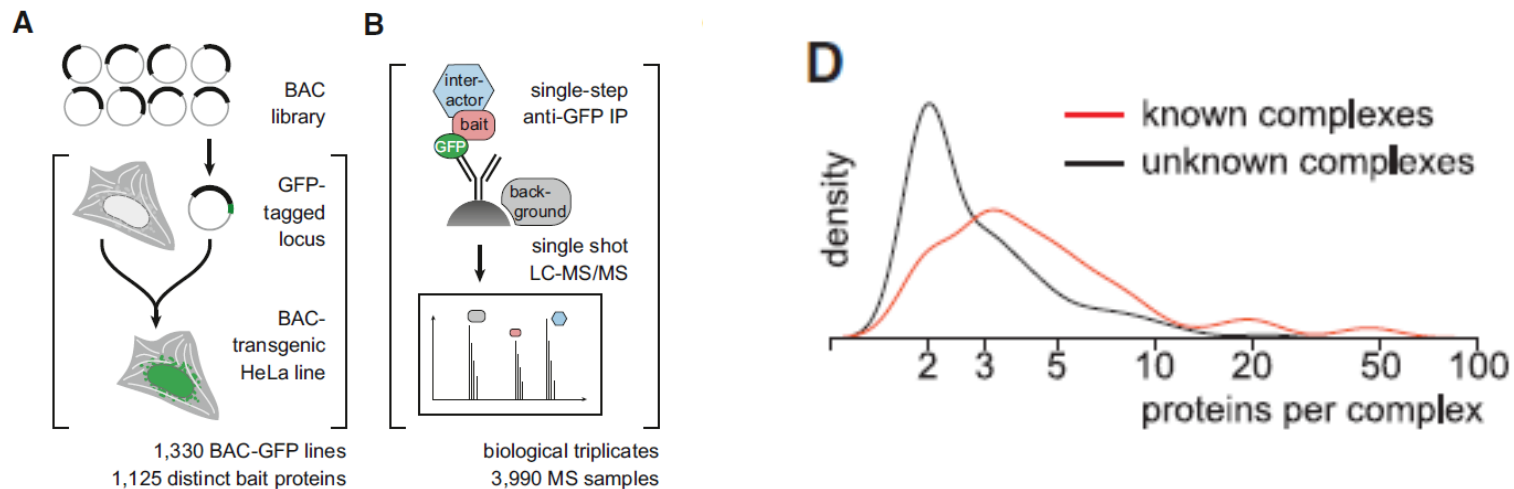 A
BAC
library
GFP-
tagged
locus
BAC-
transgenic
HeLa line
1,330 BAC-GFP lines
1,125 distinct bait proteins
B
inter-
actor
bait
GFP
back-
ground
single-step
anti-GFP IP
single shot
LC-MS/MS
biological triplicates
3,990 MS samples
D
known complexes
unknown complexes
density
2 3 5 10 20 50 100
proteins per complex